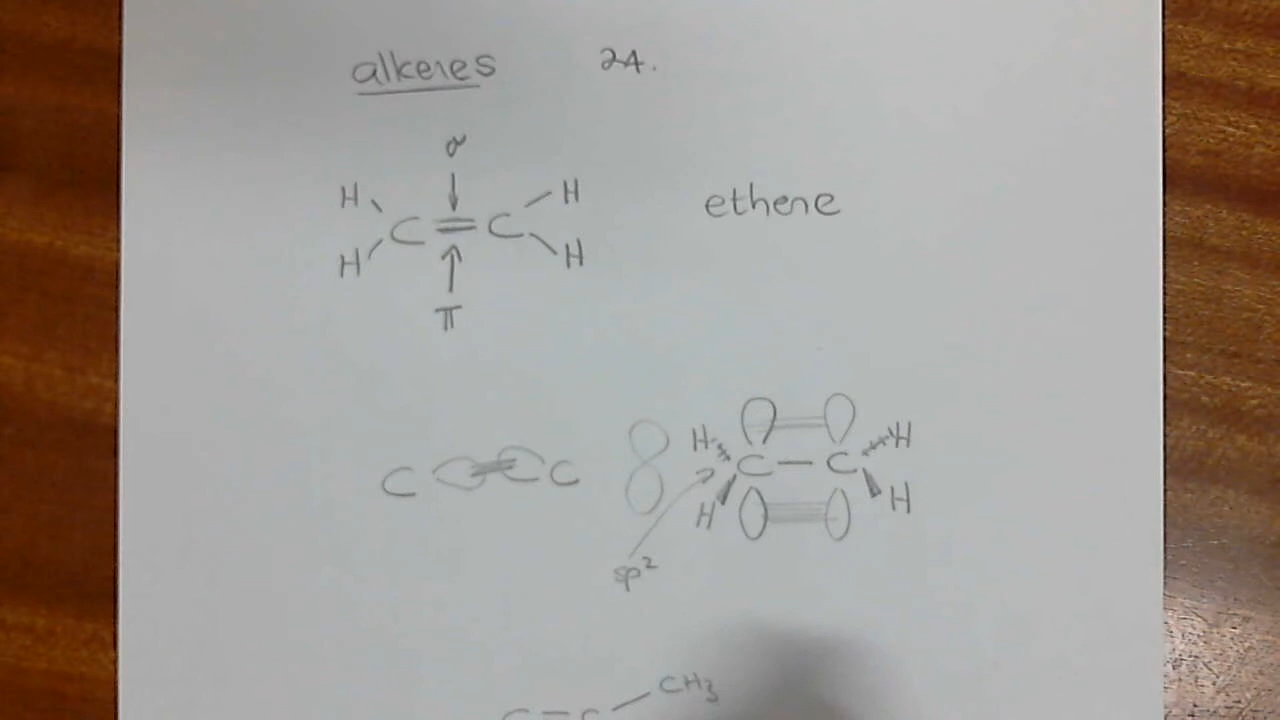 alkenes 24.
σ
H H
C = C ethene
H H
π
H H
C C C — C
H H
sp²
CH₃
C = C